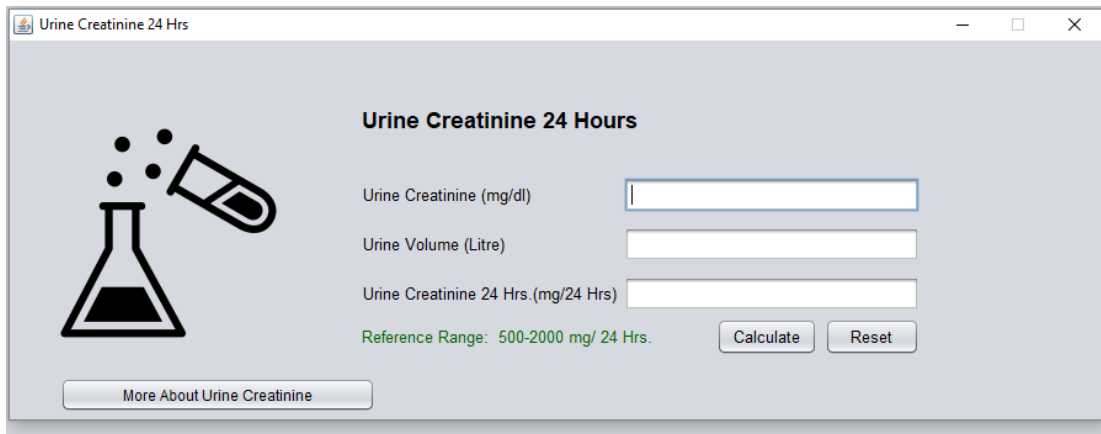 Urine Creatinine 24 Hrs
Urine Creatinine 24 Hours
Urine Creatinine (mg/dl)
Urine Volume (Litre)
Urine Creatinine 24 Hrs.(mg/24 Hrs)
Reference Range:  500-2000 mg/ 24 Hrs.
Calculate
Reset
More About Urine Creatinine